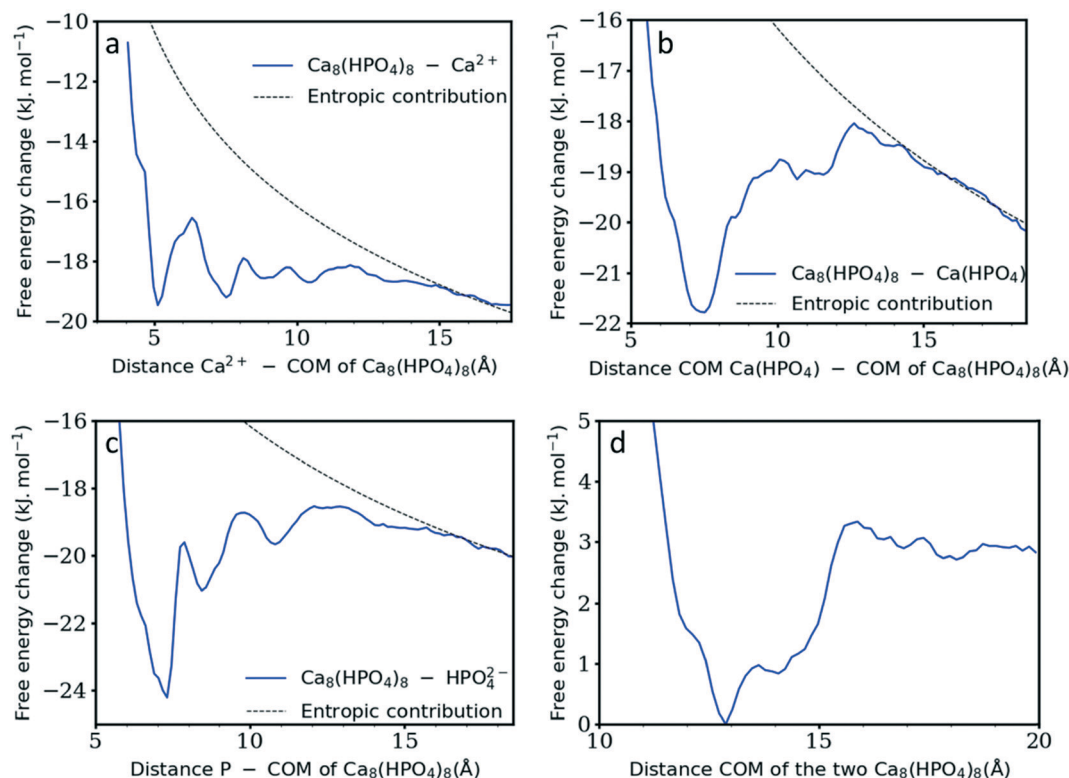 a
Free energy change (kJ. mol⁻¹)
−10
−12
−14
−16
−18
−20
Ca₈(HPO₄)₈ − Ca²⁺
Entropic contribution
5
10
15
Distance Ca²⁺ − COM of Ca₈(HPO₄)₈(Å)
b
Free energy change (kJ. mol⁻¹)
−16
−17
−18
−19
−20
−21
−22
Ca₈(HPO₄)₈ − Ca(HPO₄)
Entropic contribution
5
10
15
Distance COM Ca(HPO₄) − COM of Ca₈(HPO₄)₈(Å)
c
Free energy change (kJ. mol⁻¹)
−16
−18
−20
−22
−24
Ca₈(HPO₄)₈ − HPO₄²⁻
Entropic contribution
5
10
15
Distance P − COM of Ca₈(HPO₄)₈(Å)
d
Free energy change (kJ. mol⁻¹)
5
4
3
2
1
0
10
15
20
Distance COM of the two Ca₈(HPO₄)₈(Å)